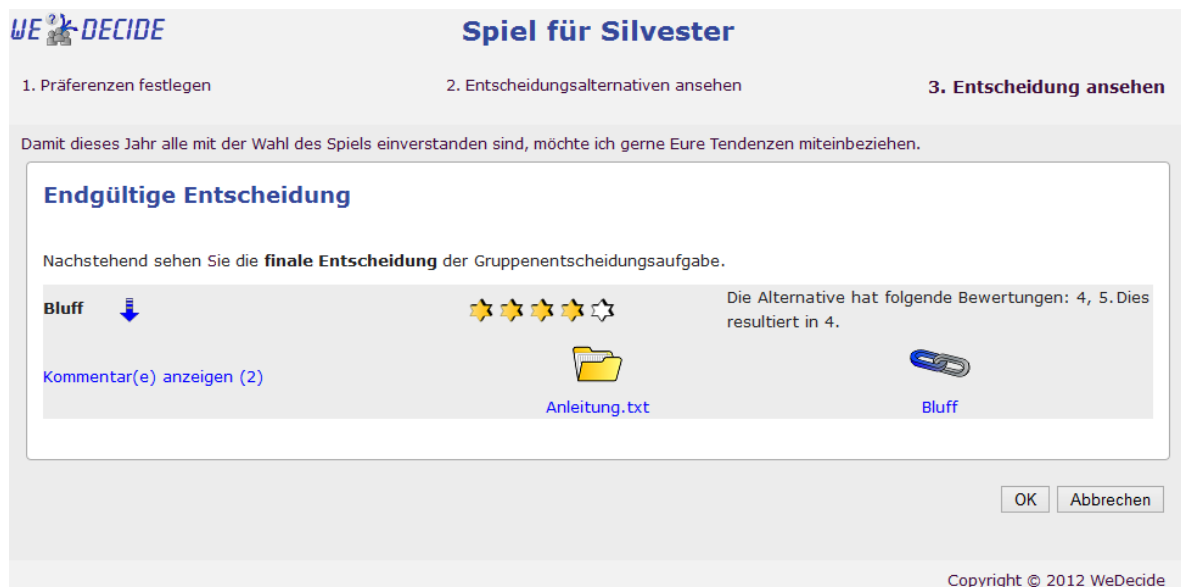 WE DECIDE
Spiel für Silvester
1. Präferenzen festlegen
2. Entscheidungsalternativen ansehen
3. Entscheidung ansehen
Damit dieses Jahr alle mit der Wahl des Spiels einverstanden sind, möchte ich gerne Eure Tendenzen miteinbeziehen.
Endgültige Entscheidung
Nachstehend sehen Sie die finale Entscheidung der Gruppenentscheidungsaufgabe.
Bluff
Die Alternative hat folgende Bewertungen: 4, 5. Dies
resultiert in 4.
Kommentar(e) anzeigen (2)
Anleitung.txt
Bluff
OK
Abbrechen
Copyright © 2012 WeDecide